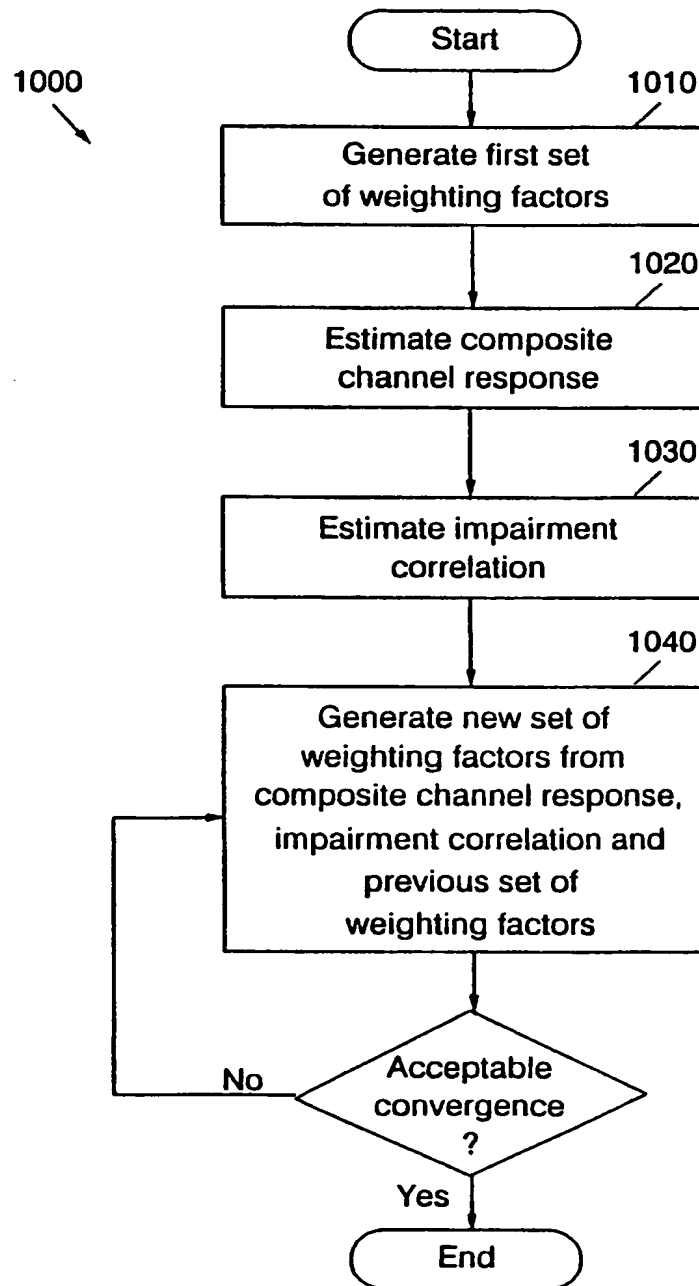 Start
1000
1010
Generate first set
of weighting factors
1020
Estimate composite
channel response
1030
Estimate impairment
correlation
1040
Generate new set of
weighting factors from
composite channel response,
impairment correlation and
previous set of
weighting factors
No
Acceptable
convergence
?
Yes
End